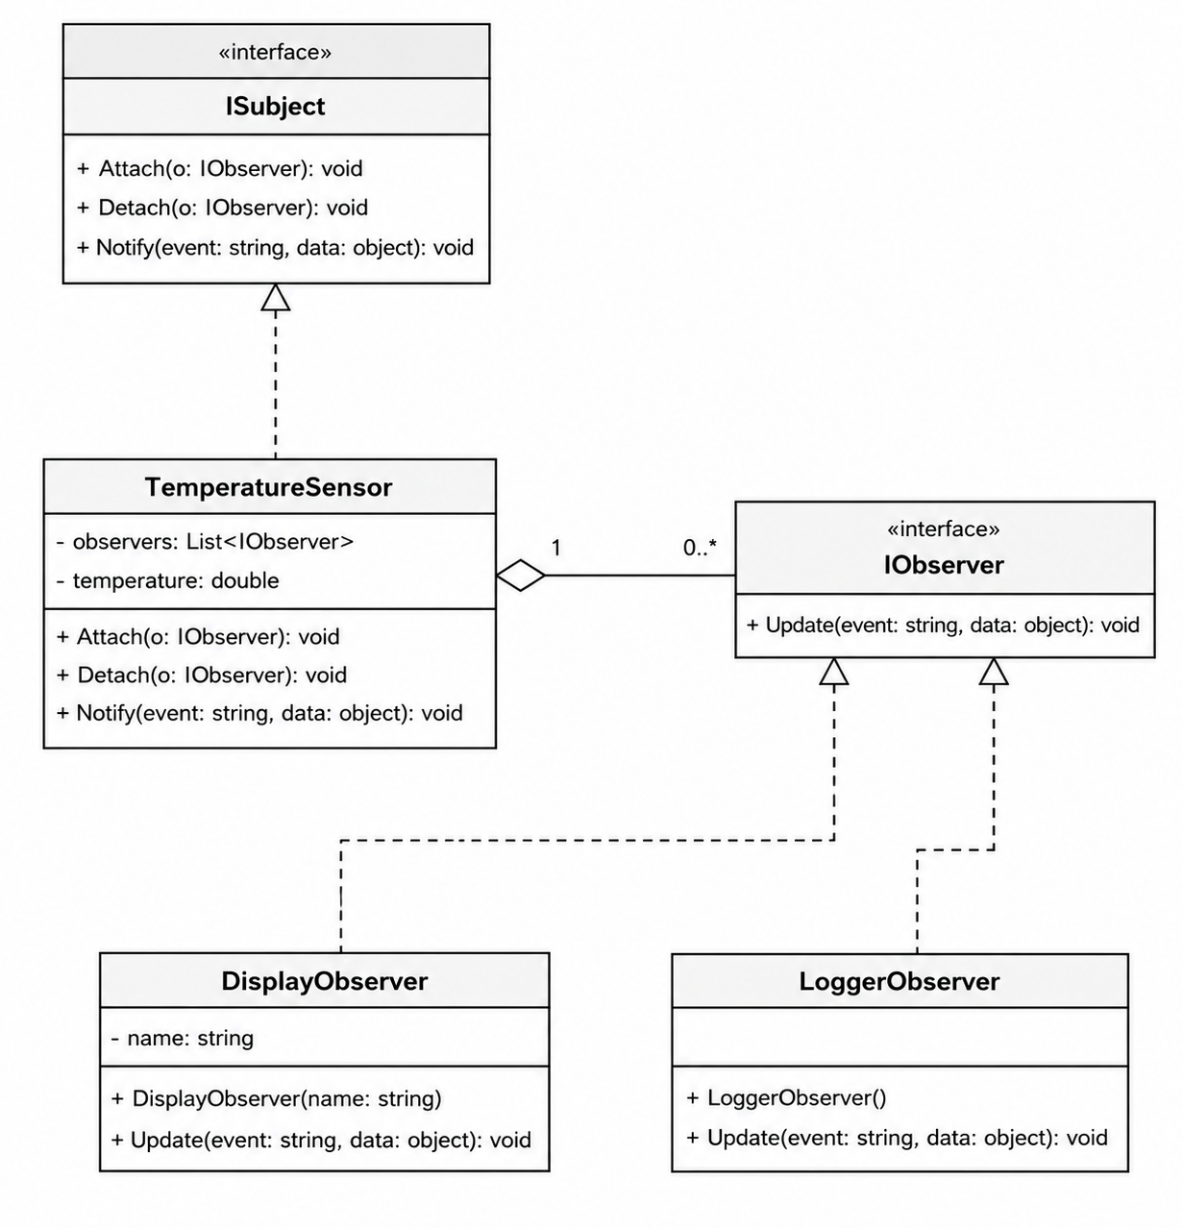 «interface»
ISubject
+ Attach(o: IObserver): void
+ Detach(o: IObserver): void
+ Notify(event: string, data: object): void
TemperatureSensor
- observers: List<IObserver>
- temperature: double
+ Attach(o: IObserver): void
+ Detach(o: IObserver): void
+ Notify(event: string, data: object): void
1
0..*
«interface»
IObserver
+ Update(event: string, data: object): void
DisplayObserver
- name: string
+ DisplayObserver(name: string)
+ Update(event: string, data: object): void
LoggerObserver
+ LoggerObserver()
+ Update(event: string, data: object): void